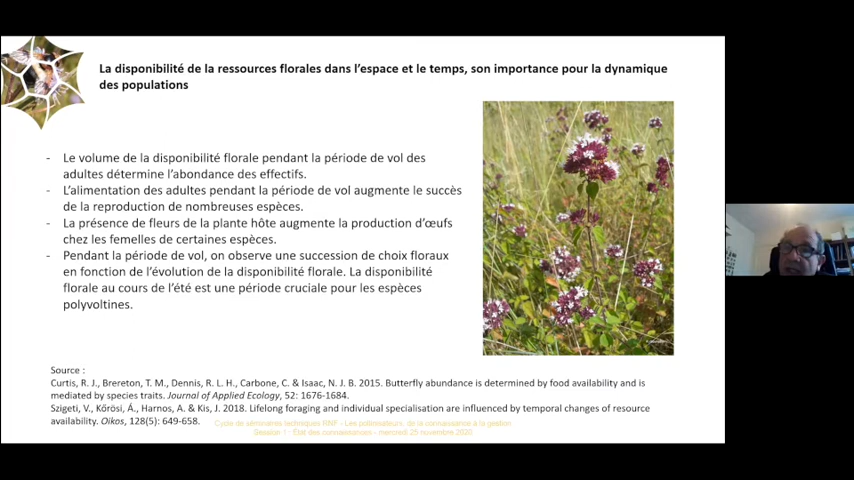 La disponibilité de la ressources florales dans l'espace et le temps, son importance pour la dynamique
des populations
- Le volume de la disponibilité florale pendant la période de vol des
adultes détermine l'abondance des effectifs.
- L'alimentation des adultes pendant la période de vol augmente le succès
de la reproduction de nombreuses espèces.
- La présence de fleurs de la plante hôte augmente la production d'œufs
chez les femelles de certaines espèces.
- Pendant la période de vol, on observe une succession de choix floraux
en fonction de l'évolution de la disponibilité florale. La disponibilité
florale au cours de l'été est une période cruciale pour les espèces
polyvoltines.
Source :
Curtis, R. J., Brereton, T. M., Dennis, R. L. H., Carbone, C. & Isaac, N. J. B. 2015. Butterfly abundance is determined by food availability and is
mediated by species traits. Journal of Applied Ecology, 52: 1676-1684.
Szigeti, V., Kőrösi, Á., Harnos, A. & Kis, J. 2018. Lifelong foraging and individual specialisation are influenced by temporal changes of resource
availability. Oikos, 128(5): 649-658.
Cycle de séminaires techniques RNF - Les pollinisateurs, de la connaissance à la gestion
Session 1 : Etat des connaissances - mercredi 25 novembre 2020